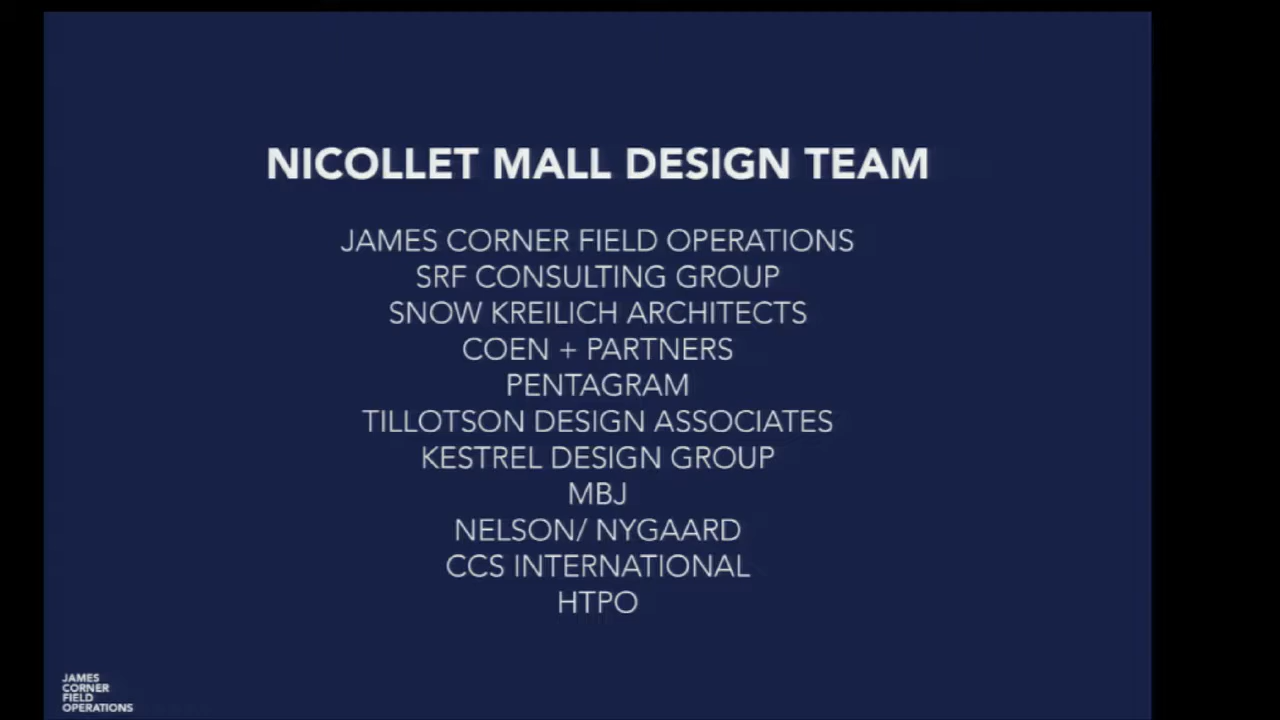 NICOLLET MALL DESIGN TEAM
JAMES CORNER FIELD OPERATIONS
SRF CONSULTING GROUP
SNOW KREILICH ARCHITECTS
COEN + PARTNERS
PENTAGRAM
TILLOTSON DESIGN ASSOCIATES
KESTREL DESIGN GROUP
MBJ
NELSON/ NYGAARD
CCS INTERNATIONAL
HTPO
JAMES
CORNER
FIELD
OPERATIONS